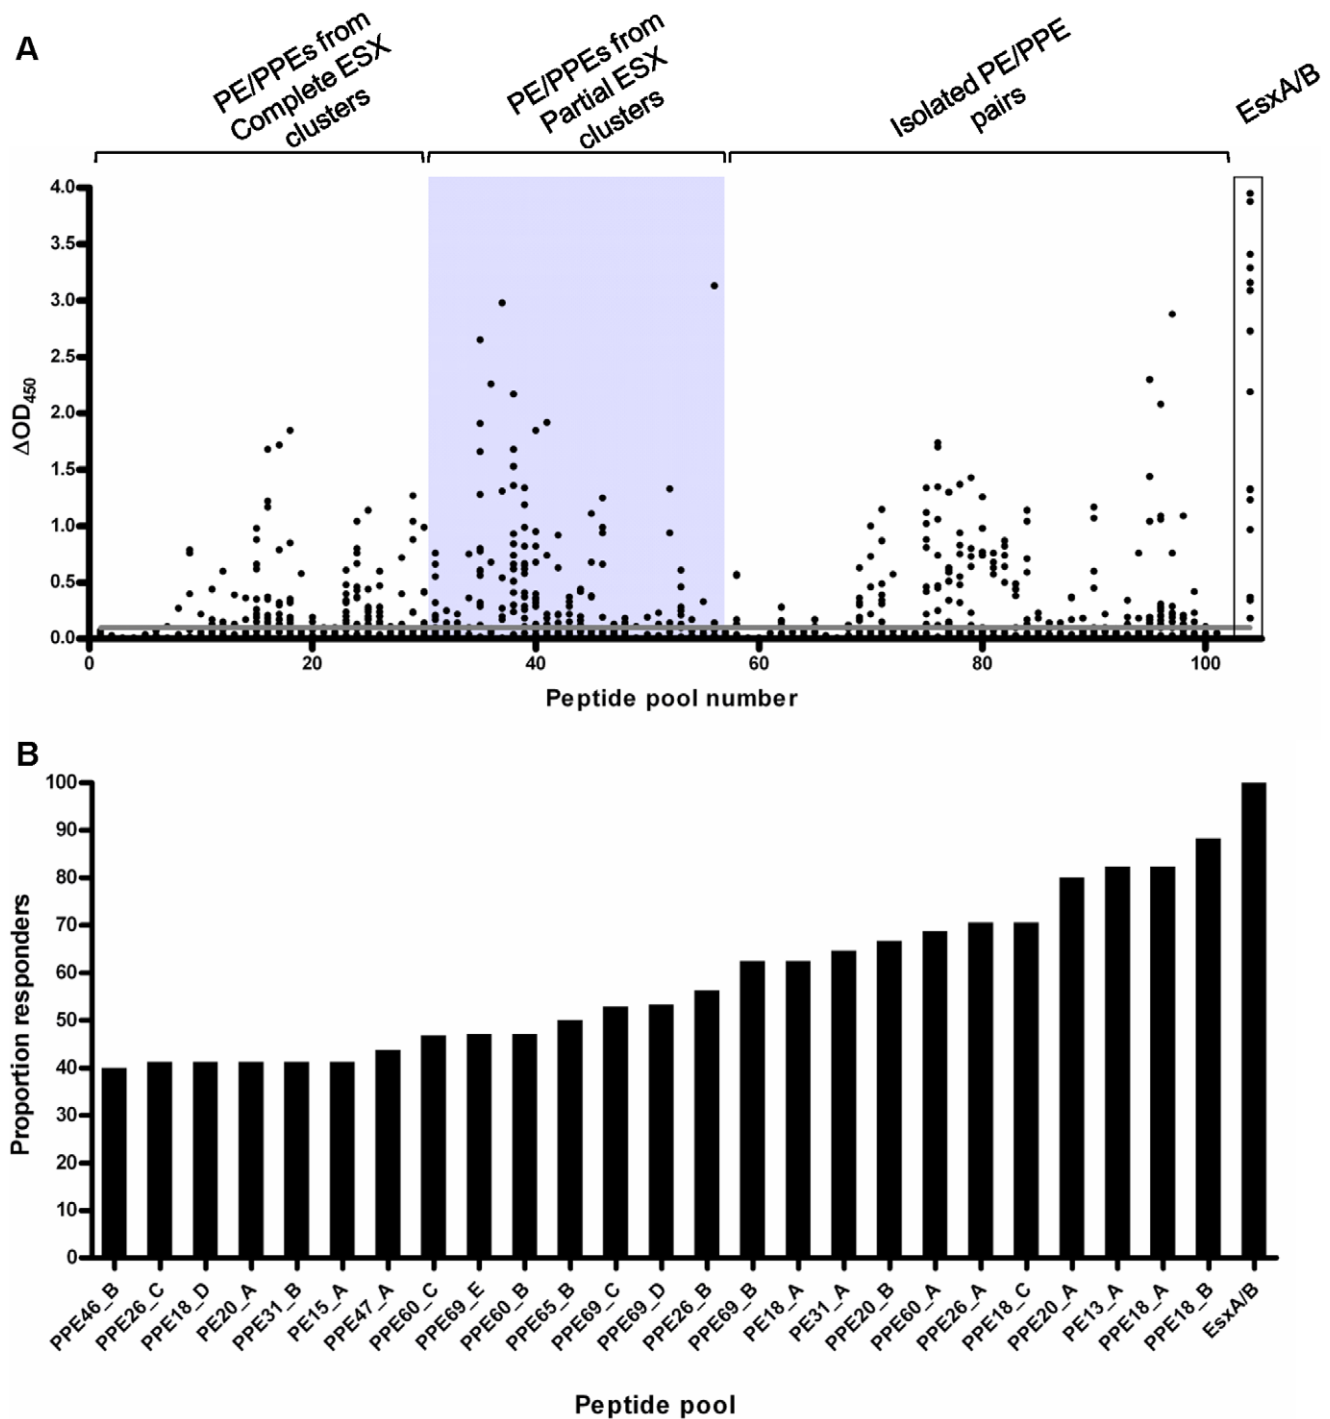 A
PE/PPEs from
Complete ESX
clusters
PE/PPEs from
Partial ESX
clusters
Isolated PE/PPE
pairs
EsxA/B
4.0
3.5
3.0
2.5
2.0
1.5
1.0
0.5
0.0
ΔOD450
0 20 40 60 80 100
Peptide pool number
B
100
90
80
70
60
50
40
30
20
10
0
Proportion responders
PPE46_B
PPE26_C
PPE18_D
PE20_A
PPE31_B
PE15_A
PPE47_A
PPE60_C
PPE69_E
PPE60_B
PPE65_B
PPE69_C
PPE69_D
PPE26_B
PPE69_B
PE18_A
PE31_A
PPE20_B
PPE60_A
PPE26_A
PPE18_C
PPE20_A
PE13_A
PPE18_A
PPE18_B
EsxA/B
Peptide pool